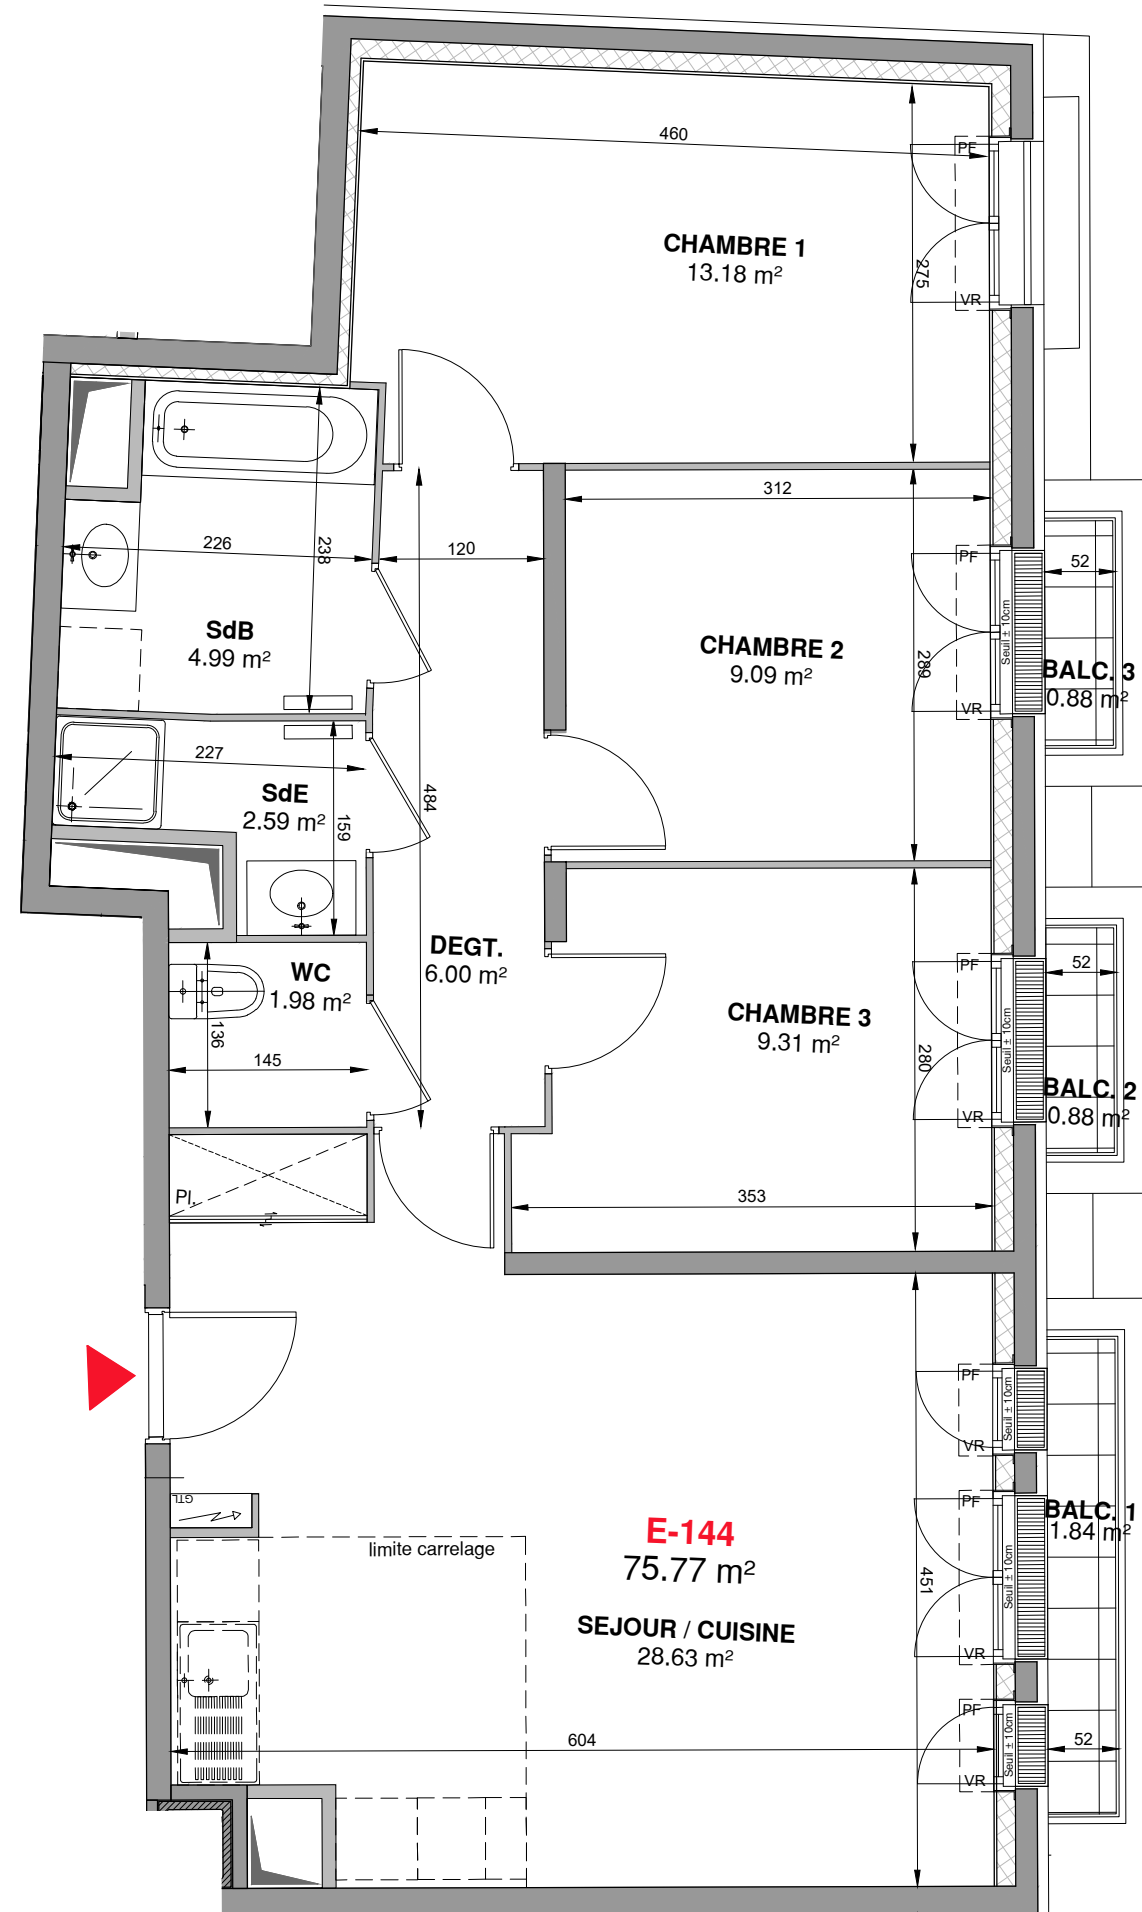 460
PF
CHAMBRE 1
13.18 m²
275
VR
312
226
238
120
PF
52
Seuil ± 10cm
SdB
4.99 m²
CHAMBRE 2
9.09 m²
289
BALC. 3
0.88 m²
VR
227
SdE
2.59 m²
484
159
DEGT.
6.00 m²
WC
1.98 m²
PF
52
CHAMBRE 3
9.31 m²
136
145
280
Seuil ± 10cm
BALC. 2
0.88 m²
VR
Pl.
353
PF
Seuil ± 10cm
VR
GTL
limite carrelage
E-144
75.77 m²
PF
BALC. 1
1.84 m²
451
Seuil ± 10cm
SEJOUR / CUISINE
28.63 m²
VR
PF
604
Seuil ± 10cm
52
VR